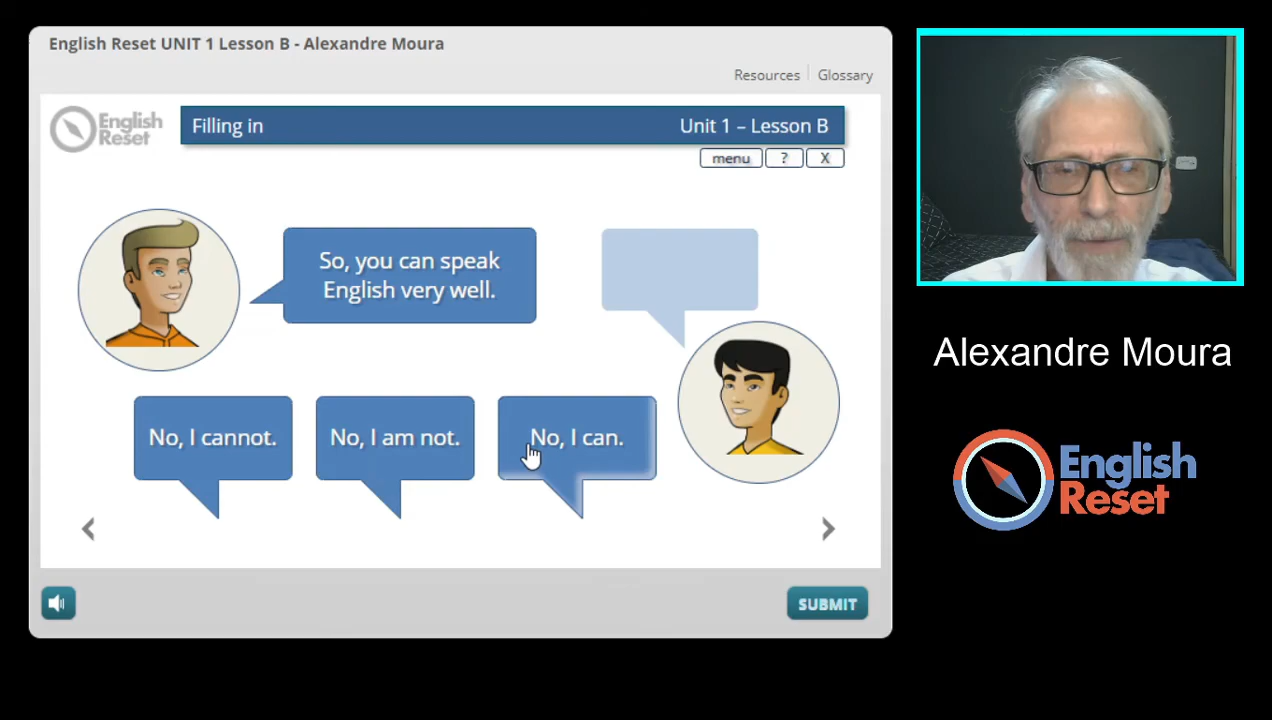 English Reset UNIT 1 Lesson B - Alexandre Moura
Resources
Glossary
English
Reset
Filling in
Unit 1 – Lesson B
menu
?
X
So, you can speak
English very well.
No, I cannot.
No, I am not.
No, I can.
SUBMIT
Alexandre Moura
English
Reset